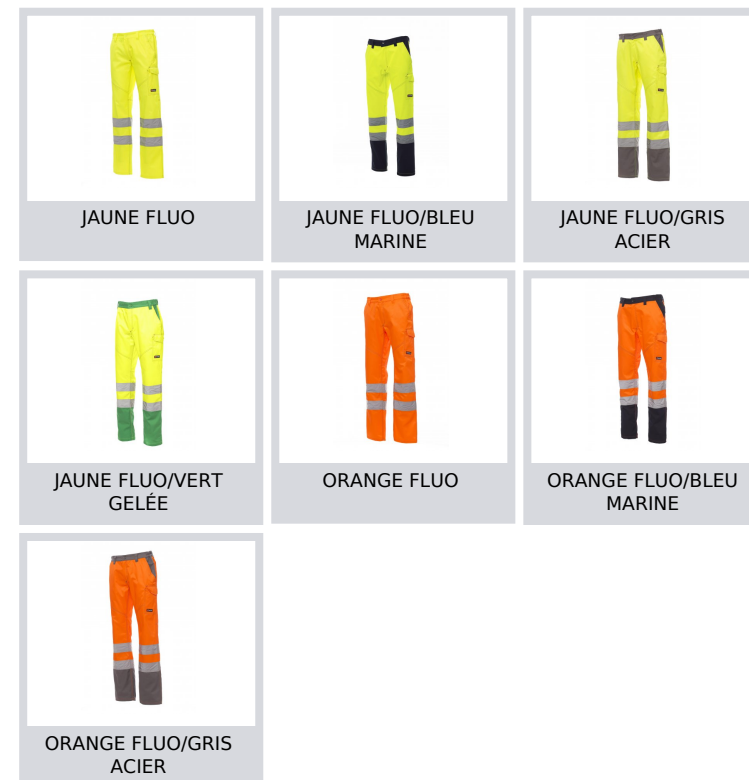 JAUNE FLUO
JAUNE FLUO/BLEU
MARINE
JAUNE FLUO/GRIS
ACIER
JAUNE FLUO/VERT
GELÉE
ORANGE FLUO
ORANGE FLUO/BLEU
MARINE
ORANGE FLUO/GRIS
ACIER